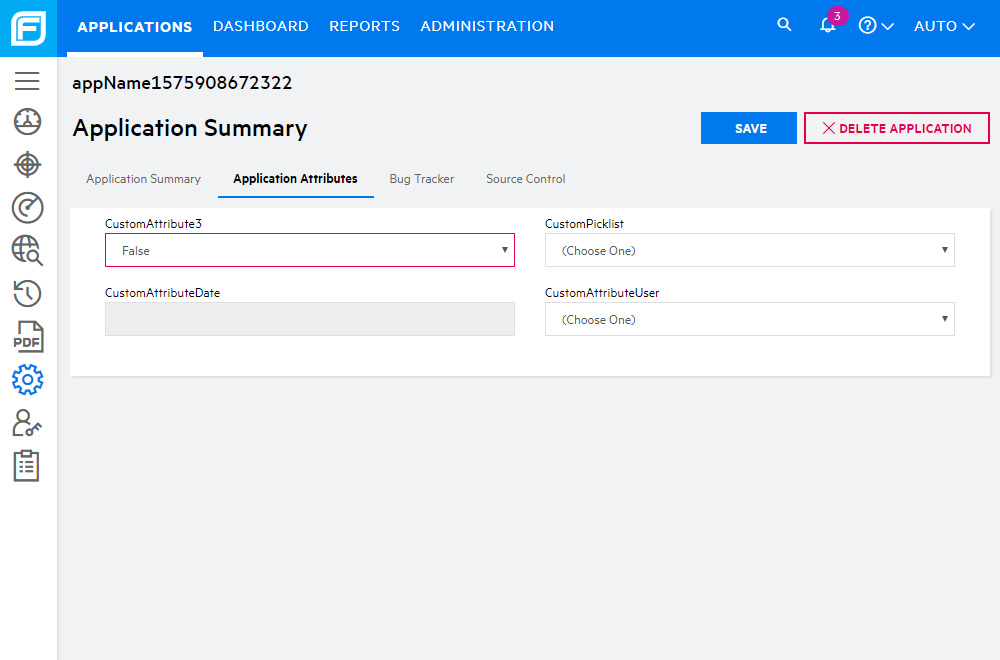 APPLICATIONS DASHBOARD REPORTS ADMINISTRATION 3 AUTO
appName1575908672322
Application Summary SAVE DELETE APPLICATION
Application Summary Application Attributes Bug Tracker Source Control
CustomAttribute3 CustomPicklist
False (Choose One)
CustomAttributeDate CustomAttributeUser
(Choose One)
PDF